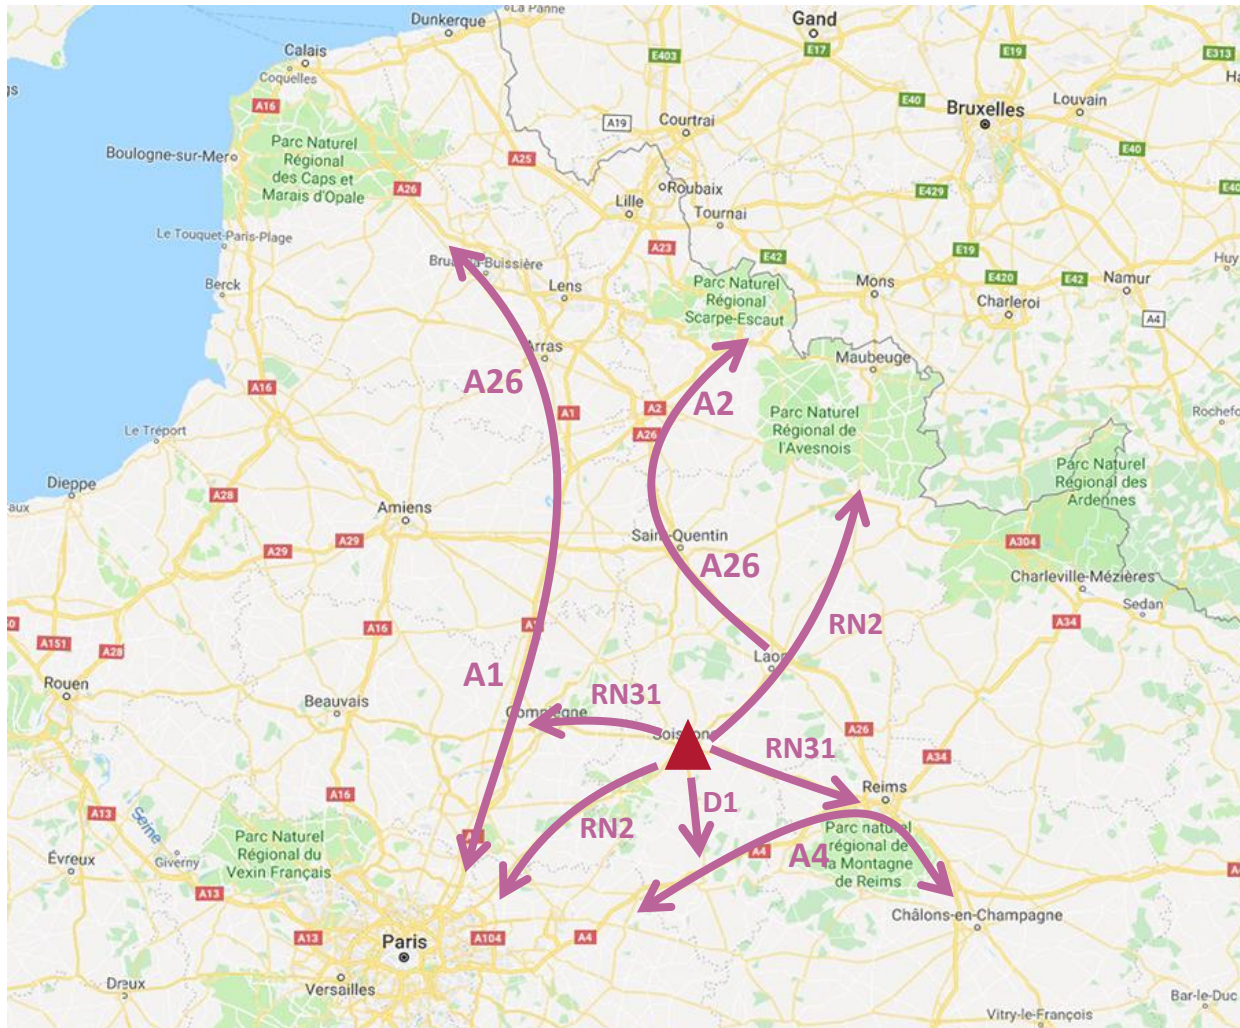 La Panne
Dunkerque
Gand
E17
E19
E313
Calais
E403
Coquelles
A16
E40
Bruxelles
Louvain
A19
Courtrai
Parc Naturel
Régional
des Caps et
Marais d'Opale
Boulogne-sur-Mer
A25
E40
A26
Roubaix
E429
E40
Lille
Tournai
Le Touquet-Paris-Plage
A23
E19
E42
Huy
Berck
Lens
Parc Naturel
Régional
Scarpe-Escaut
Mons
E420
E42
Namur
Charleroi
A4
Arras
Maubeuge
A16
A26
A2
A1
A2
A26
Parc Naturel
Régional de
l'Avesnois
Le Tréport
Parc Naturel
Régional des
Ardennes
Dieppe
A28
Amiens
A29
A29
Saint-Quentin
A304
A26
Charleville-Mézières
Sedan
A151
A28
A16
RN2
A34
Laon
Rouen
A1
RN31
Beauvais
Compiègne
Soissons
RN31
A26
A34
A16
D1
Reims
A13
Seine
RN2
Parc Naturel
Régional du
Vexin Français
Parc naturel
régional de
la Montagne
de Reims
A4
A4
Évreux
Giverny
A13
Châlons-en-Champagne
A13
Paris
A104
A4
Versailles
Dreux
Bar-le-Duc
Vitry-le-François